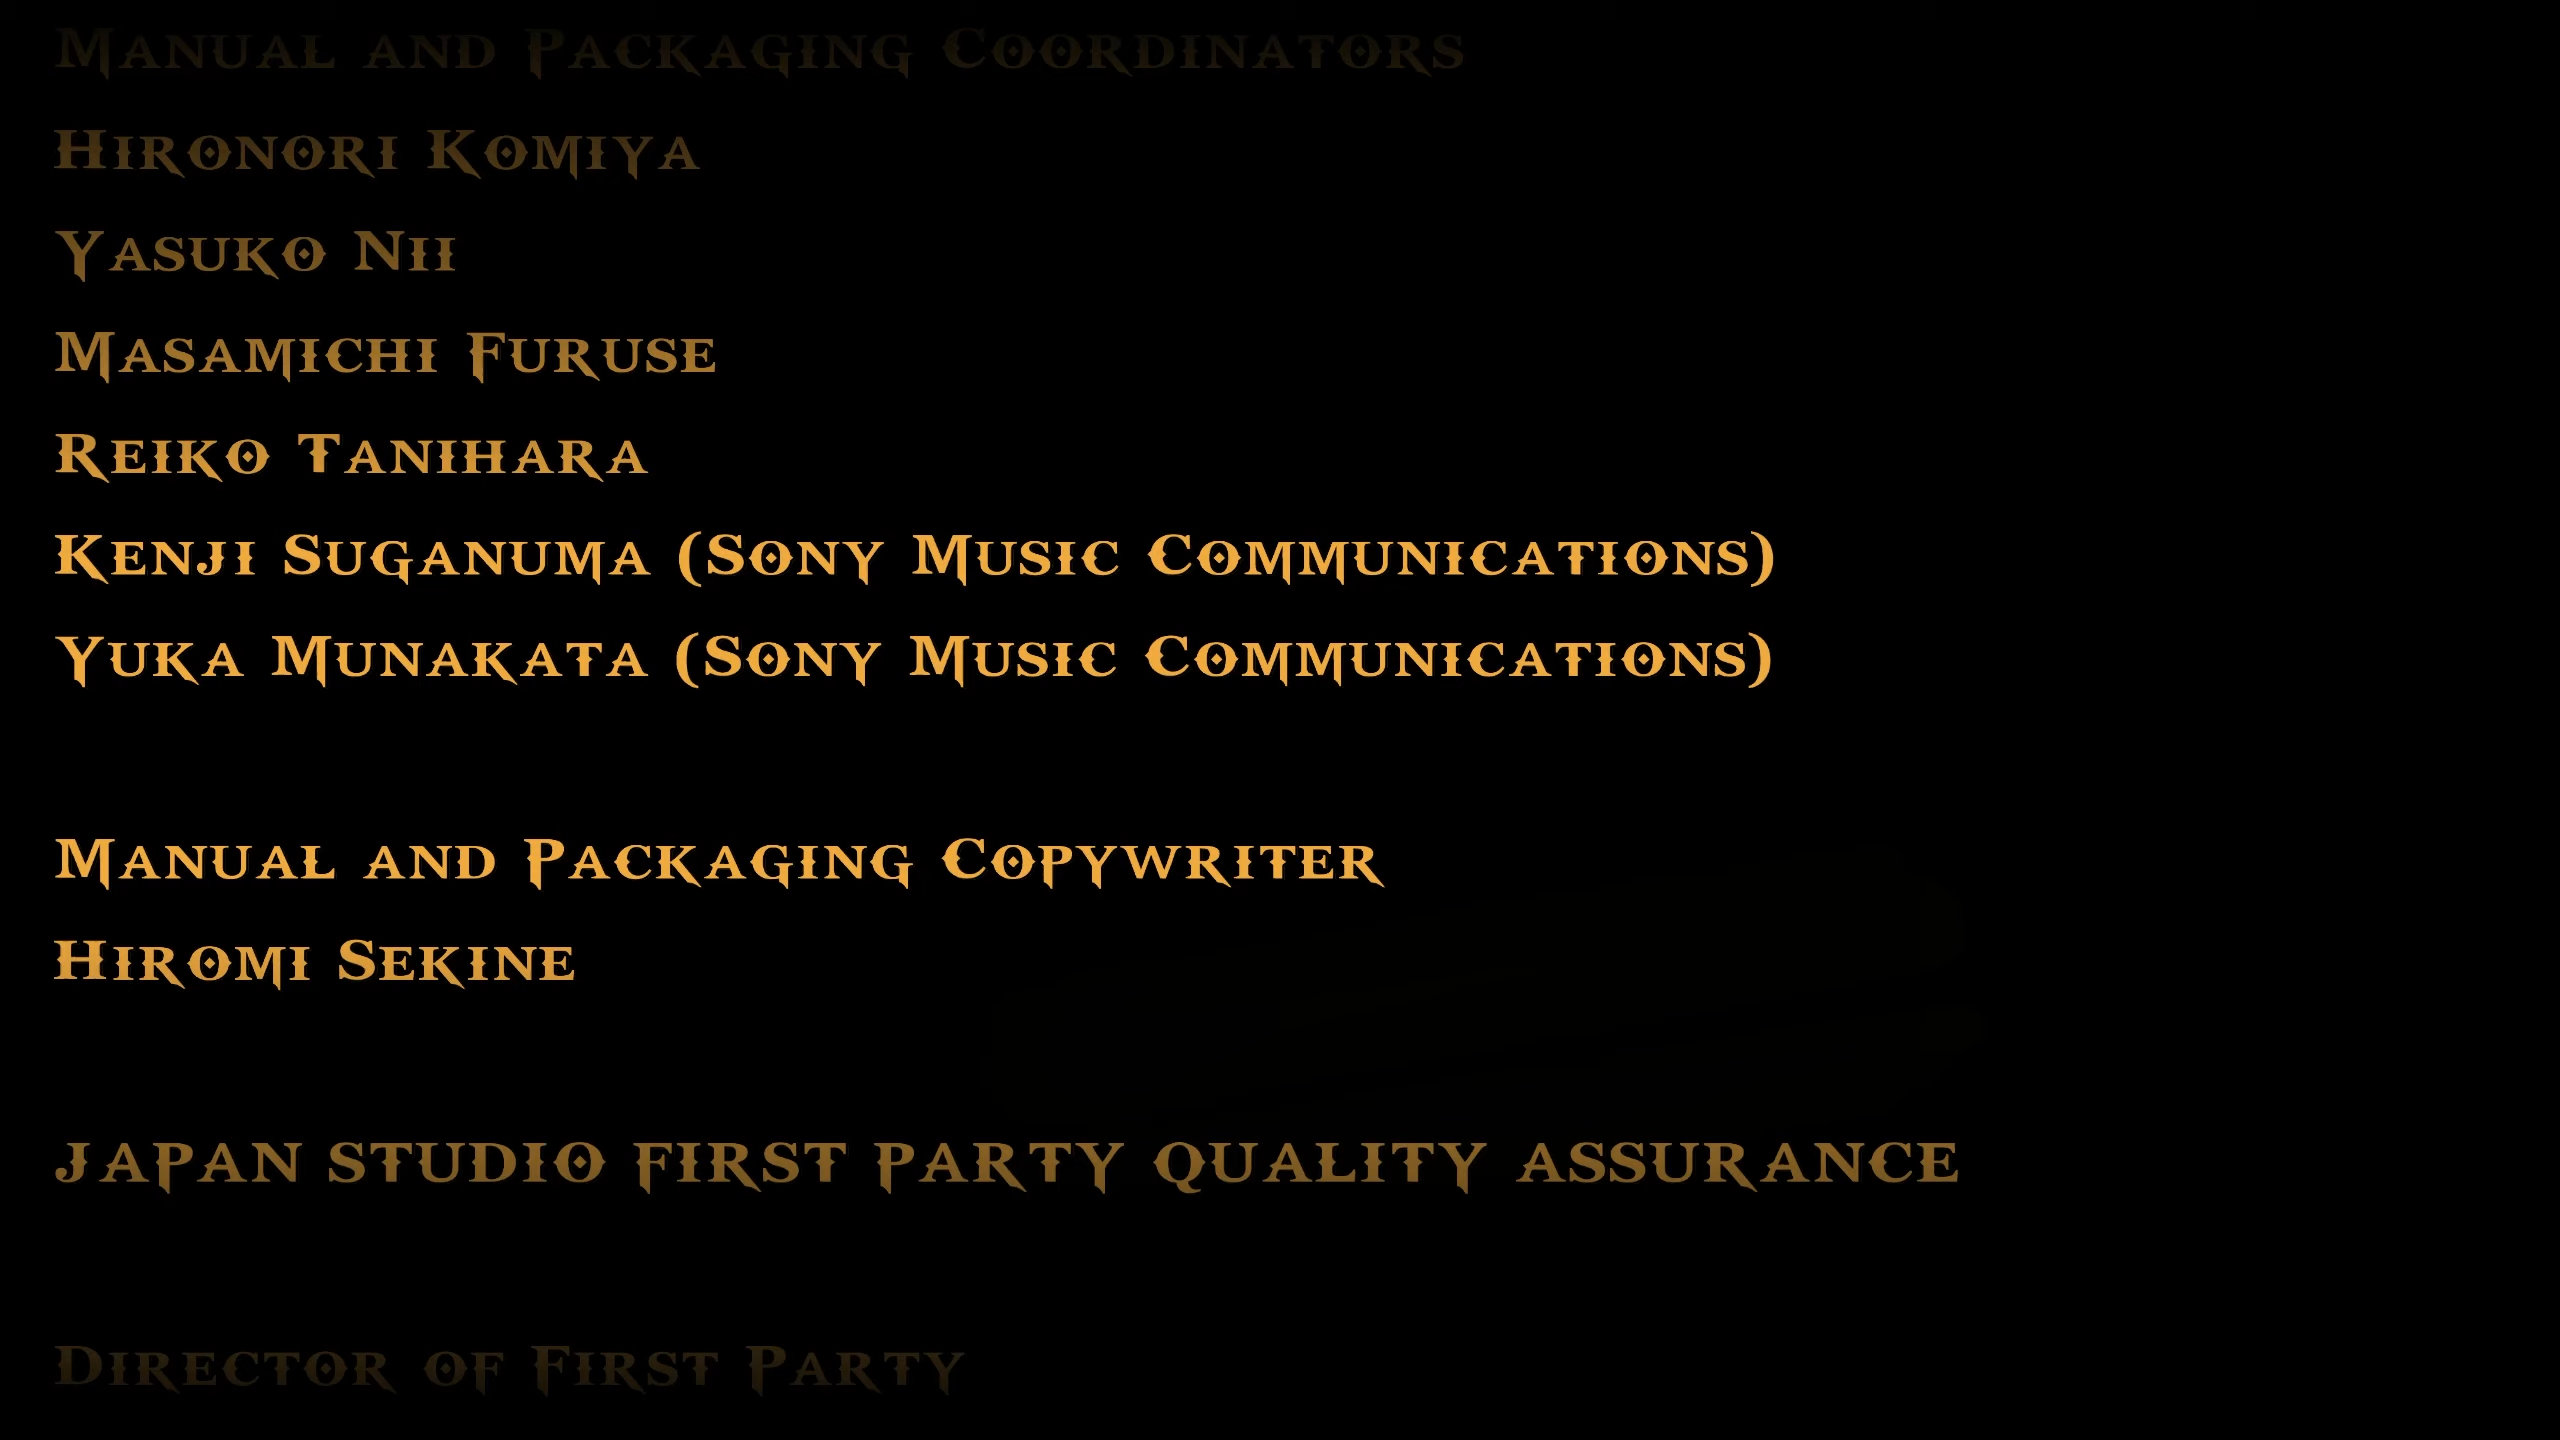 Manual and Packaging Coordinators
Hironori Komiya
Yasuko Nii
Masamichi Furuse
Reiko Tanihara
Kenji Suganuma (Sony Music Communications)
Yuka Munakata (Sony Music Communications)
Manual and Packaging Copywriter
Hiromi Sekine
JAPAN STUDIO FIRST PARTY QUALITY ASSURANCE
Director of First Party